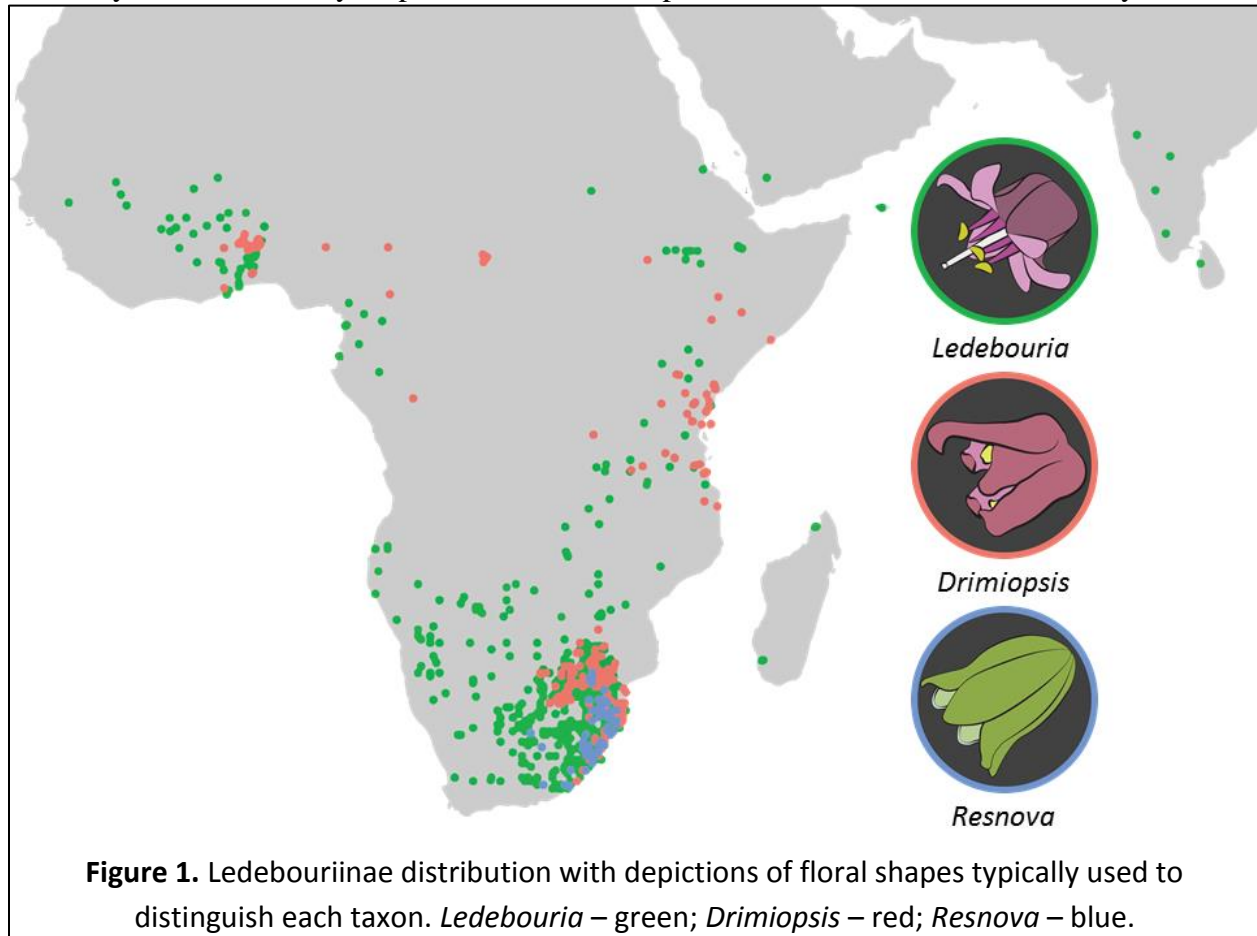 Ledebouria
Drimiopsis
Resnova
Figure 1. Ledebouriinae distribution with depictions of floral shapes typically used to
distinguish each taxon. Ledebouria – green; Drimiopsis – red; Resnova – blue.